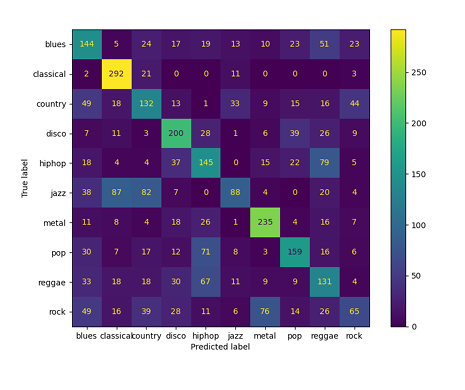 blues 144 5 24 17 19 13 10 23 51 23
classical 2 292 21 0 0 11 0 0 0 3
country 49 18 132 13 1 33 9 15 16 44
disco 7 11 3 200 28 1 6 39 26 9
hiphop 18 4 4 37 145 0 15 22 79 5
jazz 38 87 82 7 0 88 4 0 20 4
metal 11 8 4 18 26 1 235 4 16 7
pop 30 7 17 12 71 8 3 159 16 6
reggae 33 18 18 30 67 11 9 9 131 4
rock 49 16 39 28 11 6 76 14 26 65
blues classical country disco hiphop jazz metal pop reggae rock
Predicted label
True label
250
200
150
100
50
0